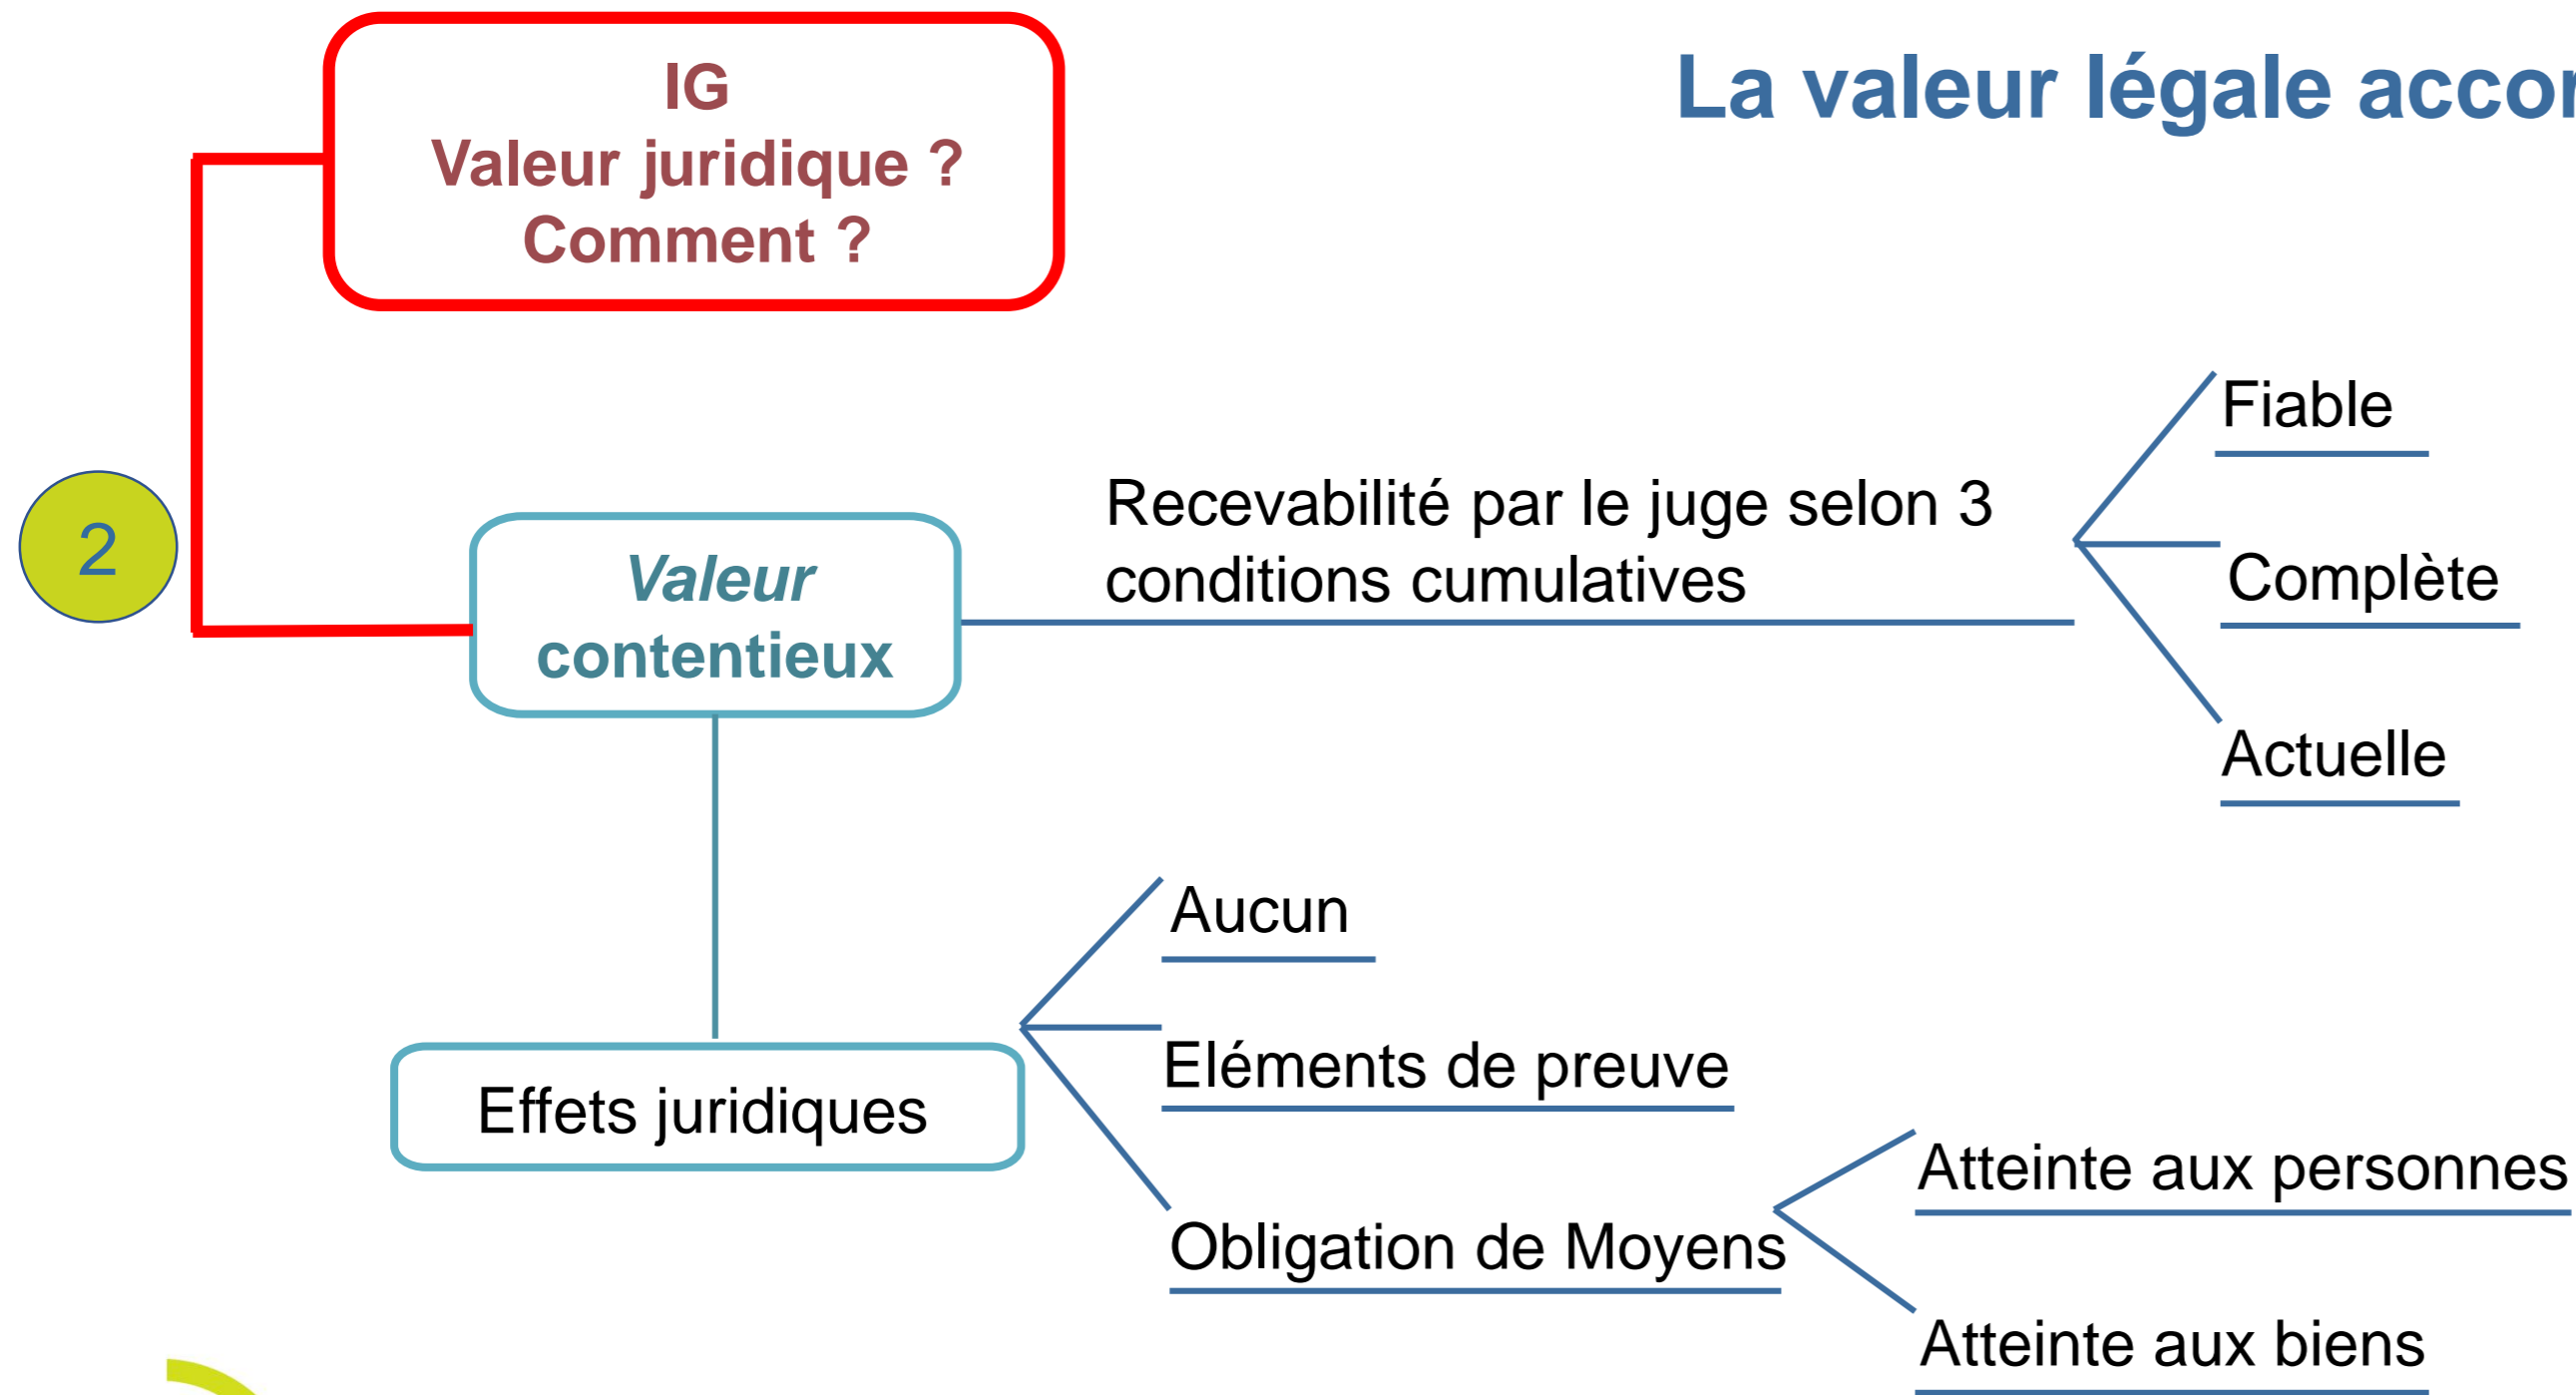 IG
Valeur juridique ?
Comment ?
La valeur légale
2
Valeur
contentieux
Recevabilité par le juge selon 3
conditions cumulatives
Fiable
Complète
Actuelle
Effets juridiques
Aucun
Eléments de preuve
Obligation de Moyens
Atteinte aux personnes
Atteinte aux biens